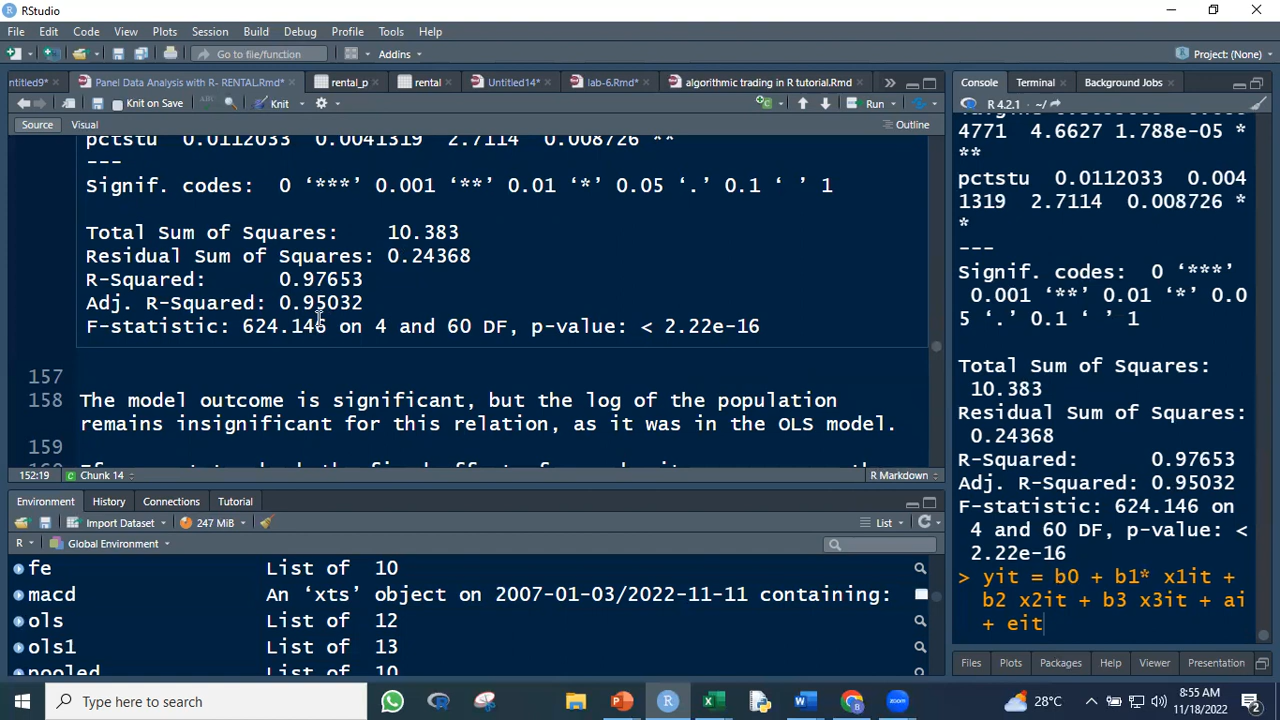 RStudio
File Edit Code View Plots Session Build Debug Profile Tools Help
Go to file/function Addins Project: (None)
ntitled9* Panel Data Analysis with R- RENTAL.Rmd* rental_p rental Untitled14* lab-6.Rmd* algorithmic trading in R tutorial.Rmd
Knit on Save ABC Knit Run
Source Visual Outline
pctstu 0.0112033 0.0041319 2.7114 0.008726 **
---
Signif. codes: 0 ‘***’ 0.001 ‘**’ 0.01 ‘*’ 0.05 ‘.’ 0.1 ‘ ’ 1
Total Sum of Squares: 10.383
Residual Sum of Squares: 0.24368
R-Squared: 0.97653
Adj. R-Squared: 0.95032
F-statistic: 624.146 on 4 and 60 DF, p-value: < 2.22e-16
157
158 The model outcome is significant, but the log of the population
remains insignificant for this relation, as it was in the OLS model.
159
152:19 Chunk 14 R Markdown
Environment History Connections Tutorial
Import Dataset 247 MiB List
R Global Environment
fe List of 10
macd An ‘xts’ object on 2007-01-03/2022-11-11 containing:
ols List of 12
ols1 List of 13
pooled List of 10
Console Terminal Background Jobs
R 4.2.1 · ~/
4771 4.6627 1.788e-05 *
**
pctstu 0.0112033 0.004
1319 2.7114 0.008726 *
*
---
Signif. codes: 0 ‘***’
0.001 ‘**’ 0.01 ‘*’ 0.0
5 ‘.’ 0.1 ‘ ’ 1
Total Sum of Squares:
10.383
Residual Sum of Squares:
0.24368
R-Squared: 0.97653
Adj. R-Squared: 0.95032
F-statistic: 624.146 on
4 and 60 DF, p-value: <
2.22e-16
> yit = b0 + b1* x1it +
b2 x2it + b3 x3it + ai
+ eit
Files Plots Packages Help Viewer Presentation
Type here to search
28°C
8:55 AM
11/18/2022
2